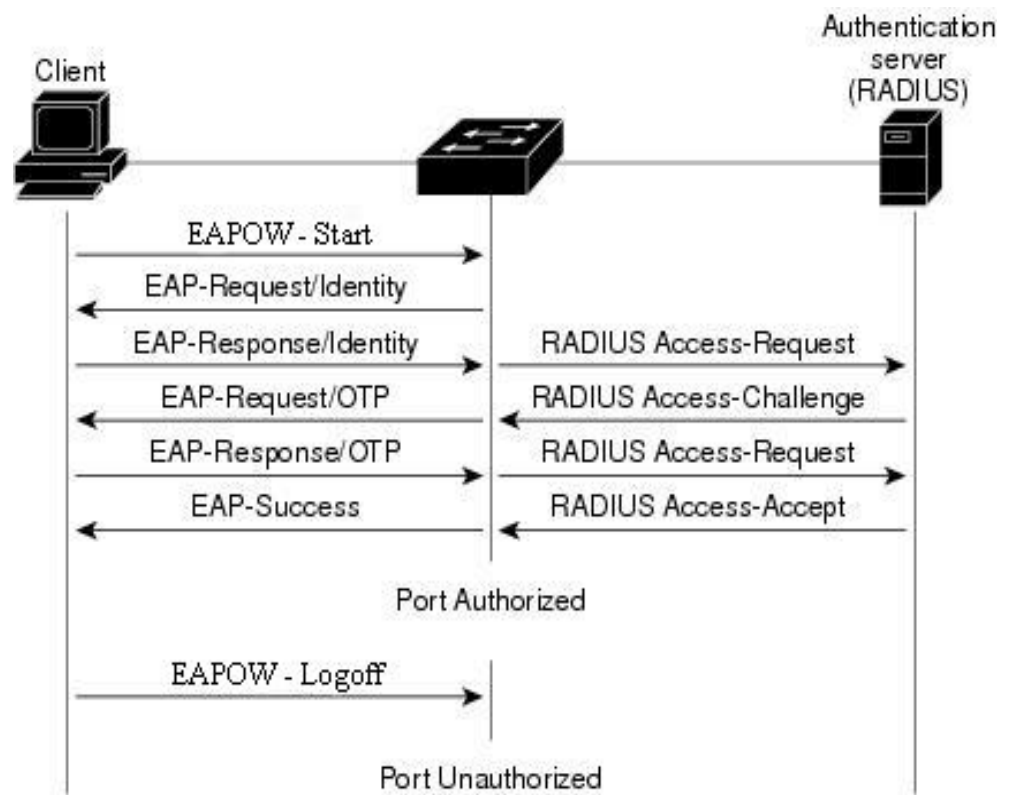 Authentication
server
(RADIUS)
Client
EAPOW - Start
EAP-Request/Identity
EAP-Response/Identity
RADIUS Access-Request
EAP-Request/OTP
RADIUS Access-Challenge
EAP-Response/OTP
RADIUS Access-Request
EAP-Success
RADIUS Access-Accept
Port Authorized
EAPOW - Logoff
Port Unauthorized